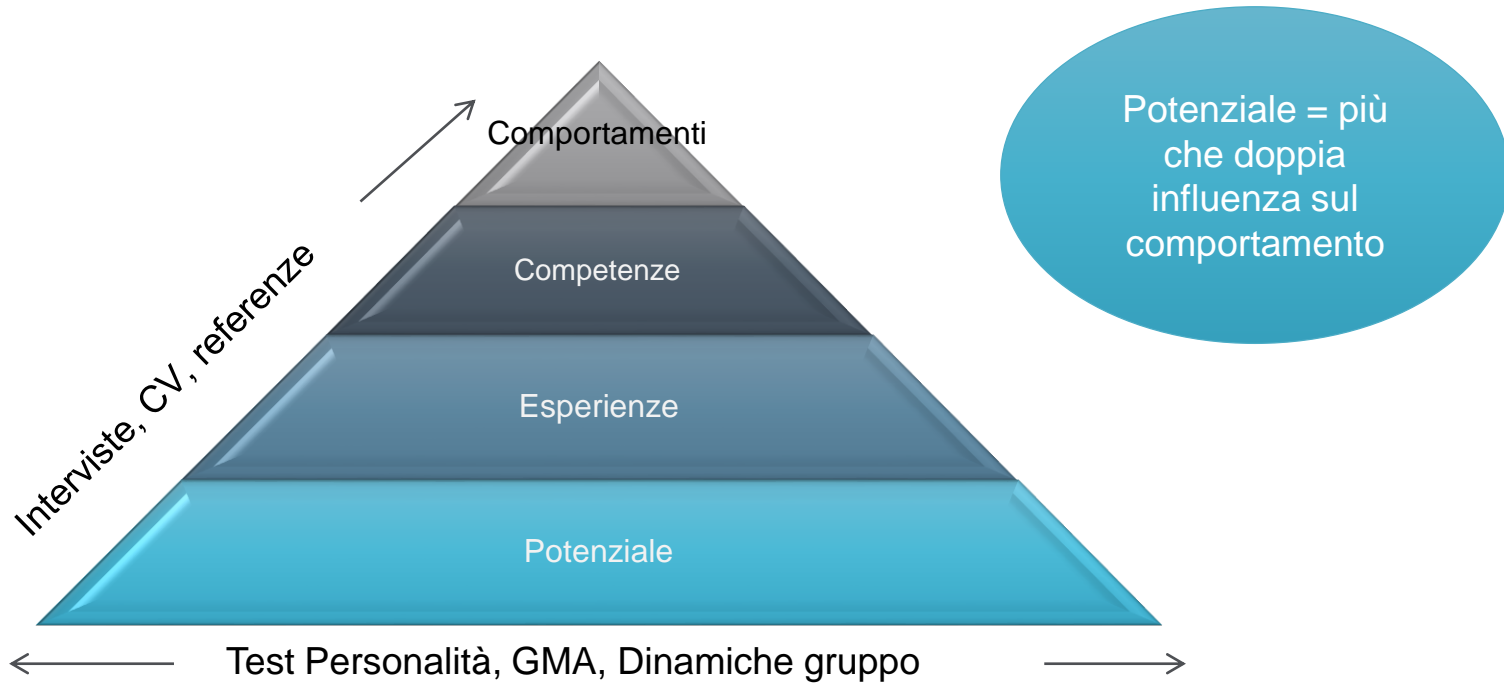 Potenziale = più
che doppia
influenza sul
comportamento
Comportamenti
Competenze
Esperienze
Potenziale
Interviste, CV, referenze
Test Personalità, GMA, Dinamiche gruppo